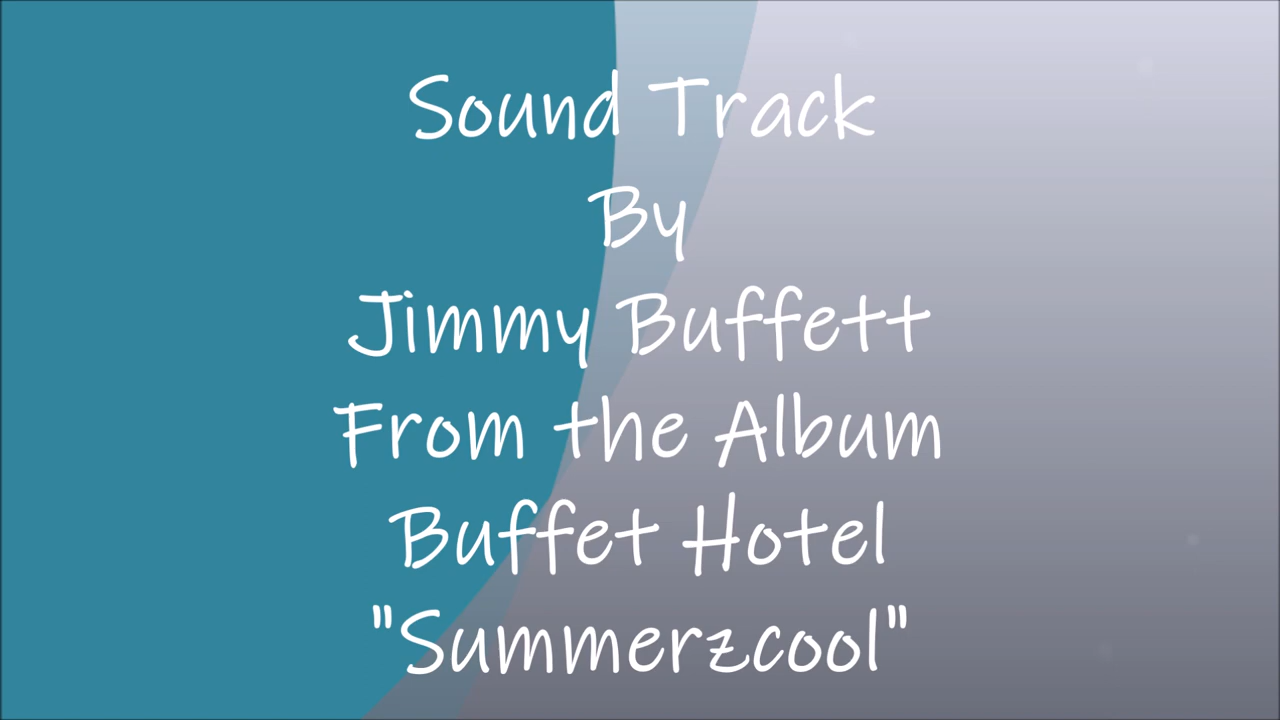 Sound Track
By
Jimmy Buffett
From the Album
Buffet Hotel
"Summerzcool"